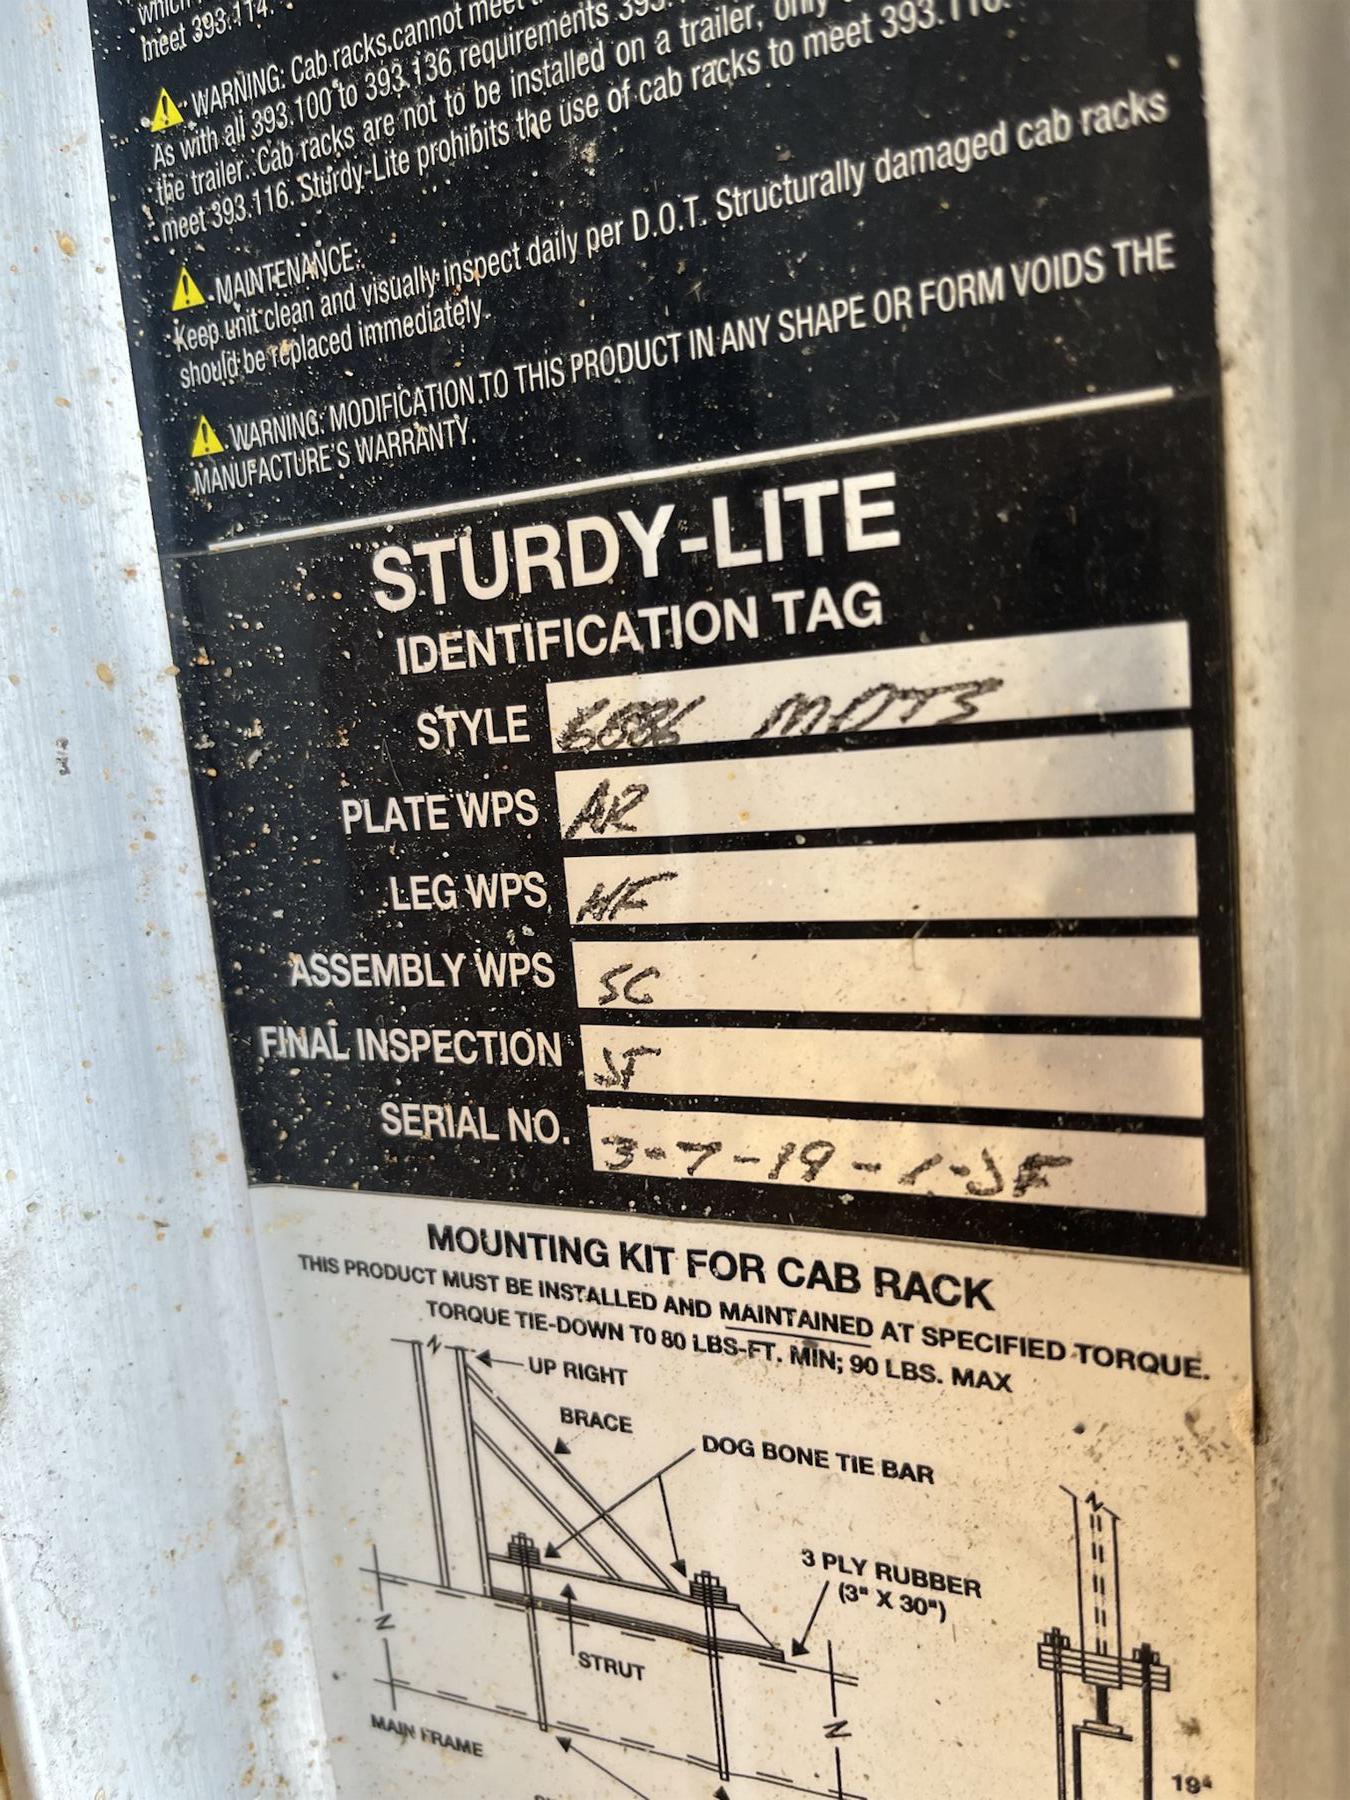 meet 393.114.
WARNING: Cab racks cannot meet
As with all 393.100 to 393.136 requirements
the trailer. Cab racks are not to be installed on a trailer, only
meet 393.116. Sturdy-Lite prohibits the use of cab racks to meet 393.
MAINTENANCE:
Keep unit clean and visually inspect daily per D.O.T. Structurally damaged cab racks
should be replaced immediately.
WARNING: MODIFICATION TO THIS PRODUCT IN ANY SHAPE OR FORM VOIDS THE
MANUFACTURE'S WARRANTY.
STURDY-LITE
IDENTIFICATION TAG
STYLE 6886
PLATE WPS AR
LEG WPS
ASSEMBLY WPS SC
FINAL INSPECTION JF
SERIAL NO. 3-7-19-1-JF
MOUNTING KIT FOR CAB RACK
THIS PRODUCT MUST BE INSTALLED AND MAINTAINED AT SPECIFIED TORQUE.
TORQUE TIE-DOWN TO 80 LBS-FT. MIN; 90 LBS. MAX
N
UP RIGHT
BRACE
DOG BONE TIE BAR
N
3 PLY RUBBER
(3" X 30")
N
STRUT
N
MAIN FRAME